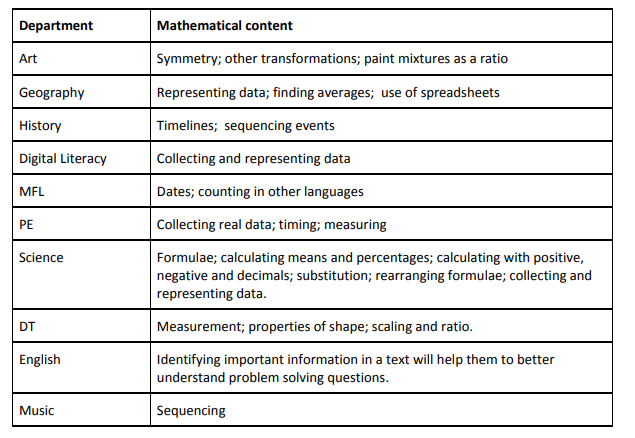 Department Mathematical content
Art Symmetry; other transformations; paint mixtures as a ratio
Geography Representing data; finding averages;  use of spreadsheets
History Timelines;  sequencing events
Digital Literacy Collecting and representing data
MFL Dates; counting in other languages
PE Collecting real data; timing; measuring
Science Formulae; calculating means and percentages; calculating with positive,
negative and decimals; substitution; rearranging formulae; collecting and
representing data.
DT Measurement; properties of shape; scaling and ratio.
English Identifying important information in a text will help them to better
understand problem solving questions.
Music Sequencing